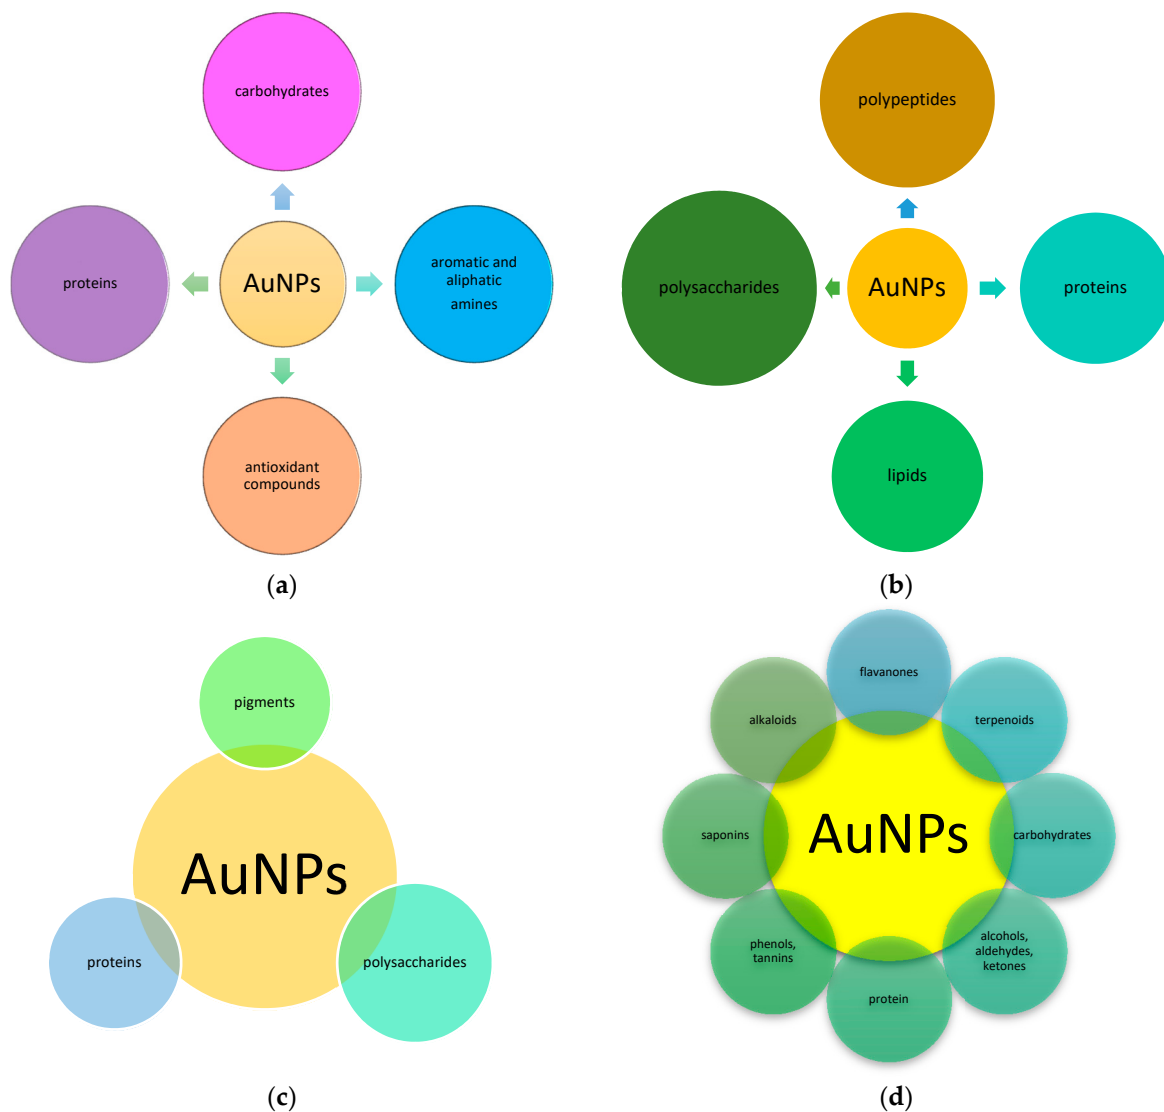 carbohydrates
proteins
AuNPs
aromatic and
aliphatic
amines
antioxidant
compounds
(a)
polypeptides
polysaccharides
AuNPs
proteins
lipids
(b)
pigments
AuNPs
proteins
polysaccharides
(c)
flavanones
alkaloids
terpenoids
saponins
AuNPs
carbohydrates
phenols,
tannins
alcohols,
aldehydes,
ketones
protein
(d)